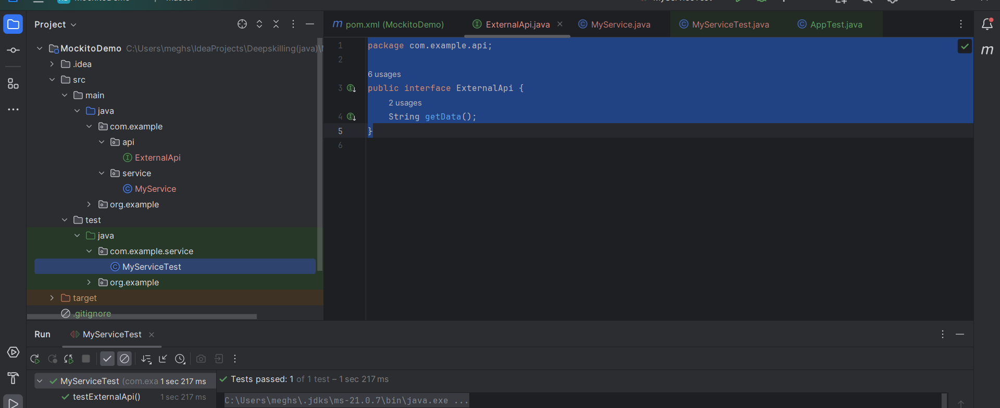 MockitoDemo
master
MyServiceTest
Project
MockitoDemo C:\Users\meghs\IdeaProjects\Deepskilling(java)\
.idea
src
main
java
com.example
api
ExternalApi
service
MyService
org.example
test
java
com.example.service
MyServiceTest
org.example
target
.gitignore
m pom.xml (MockitoDemo)
ExternalApi.java
MyService.java
MyServiceTest.java
AppTest.java
m
1 package com.example.api;
2
6 usages
3 public interface ExternalApi {
2 usages
4 String getData();
5 }
6
Run
MyServiceTest
MyServiceTest (com.exa 1 sec 217 ms
testExternalApi() 1 sec 217 ms
Tests passed: 1 of 1 test – 1 sec 217 ms
C:\Users\meghs\.jdks\ms-21.0.7\bin\java.exe ...